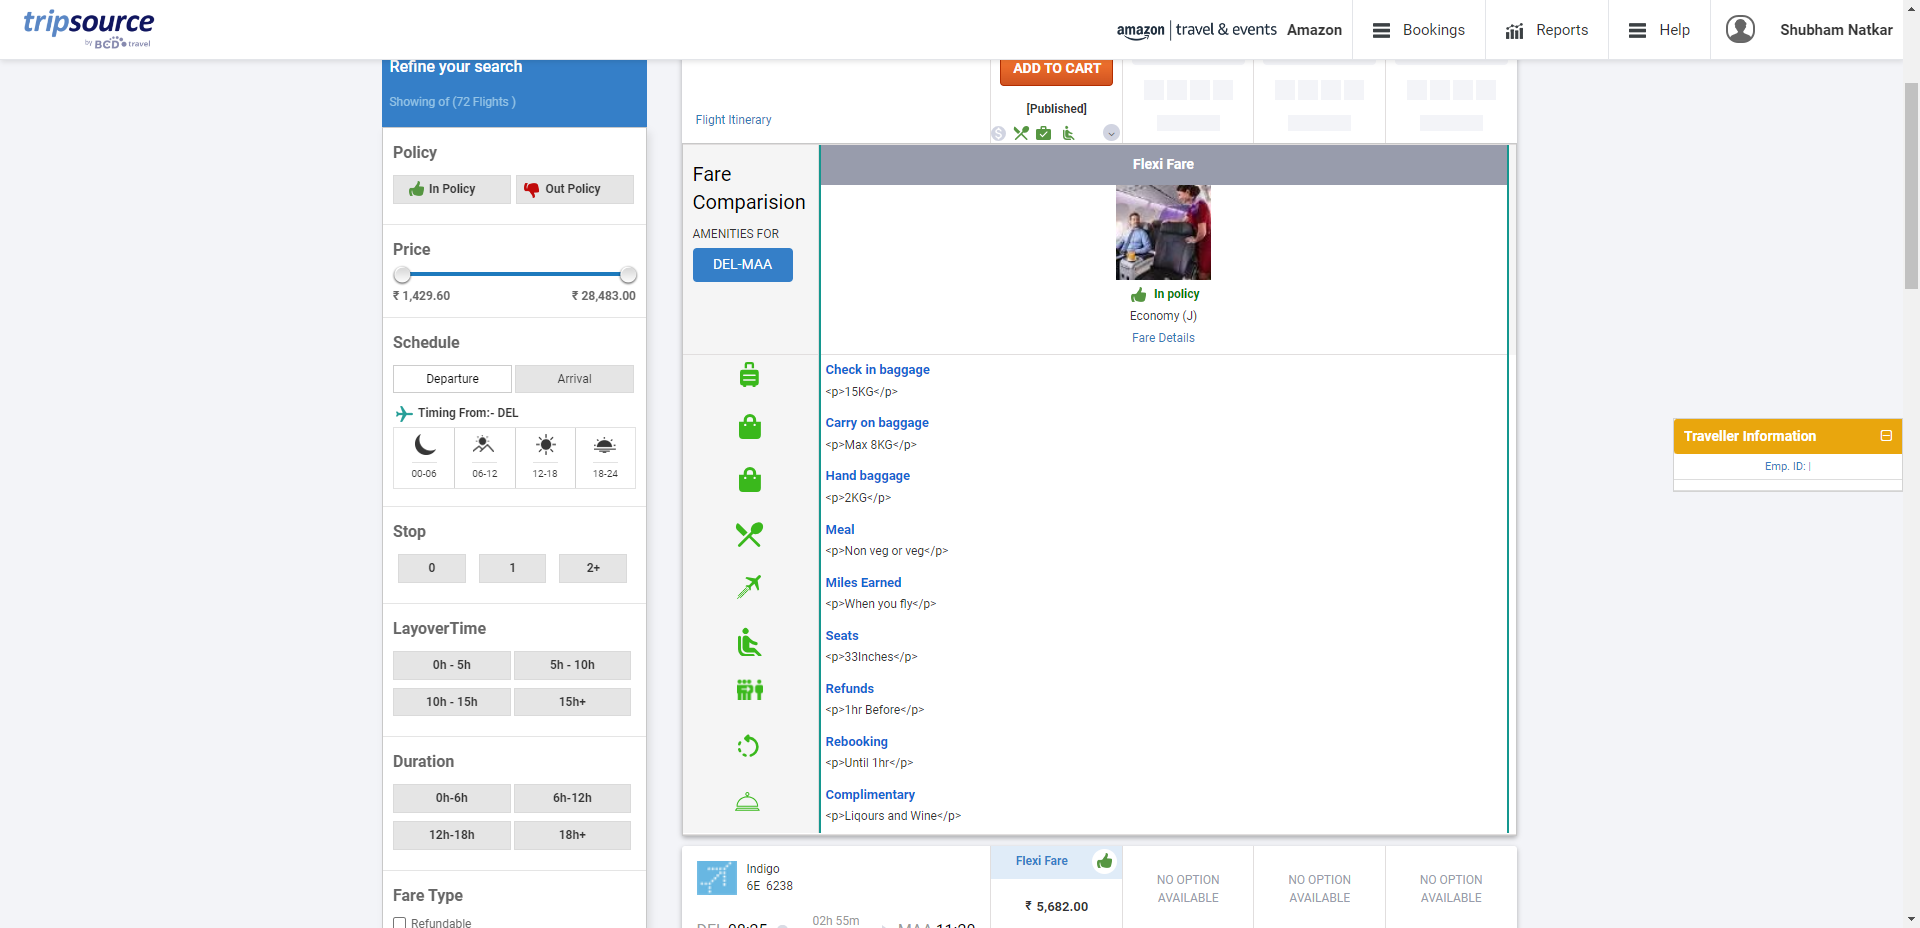 tripsource
by BCD travel
amazon | travel & events Amazon
Bookings
Reports
Help
Shubham Natkar
Refine your search
Showing of (72 Flights )
Policy
In Policy
Out Policy
Price
₹ 1,429.60
₹ 28,483.00
Schedule
Departure
Arrival
Timing From:- DEL
00-06
06-12
12-18
18-24
Stop
0
1
2+
LayoverTime
0h - 5h
5h - 10h
10h - 15h
15h+
Duration
0h-6h
6h-12h
12h-18h
18h+
Fare Type
Refundable
ADD TO CART
[Published]
Flight Itinerary
Fare
Comparision
AMENITIES FOR
DEL-MAA
Flexi Fare
In policy
Economy (J)
Fare Details
Check in baggage
<p>15KG</p>
Carry on baggage
<p>Max 8KG</p>
Hand baggage
<p>2KG</p>
Meal
<p>Non veg or veg</p>
Miles Earned
<p>When you fly</p>
Seats
<p>33Inches</p>
Refunds
<p>1hr Before</p>
Rebooking
<p>Until 1hr</p>
Complimentary
<p>Liqours and Wine</p>
Indigo
6E 6238
02h 55m
Flexi Fare
₹ 5,682.00
NO OPTION
AVAILABLE
NO OPTION
AVAILABLE
NO OPTION
AVAILABLE
Traveller Information
Emp. ID: |